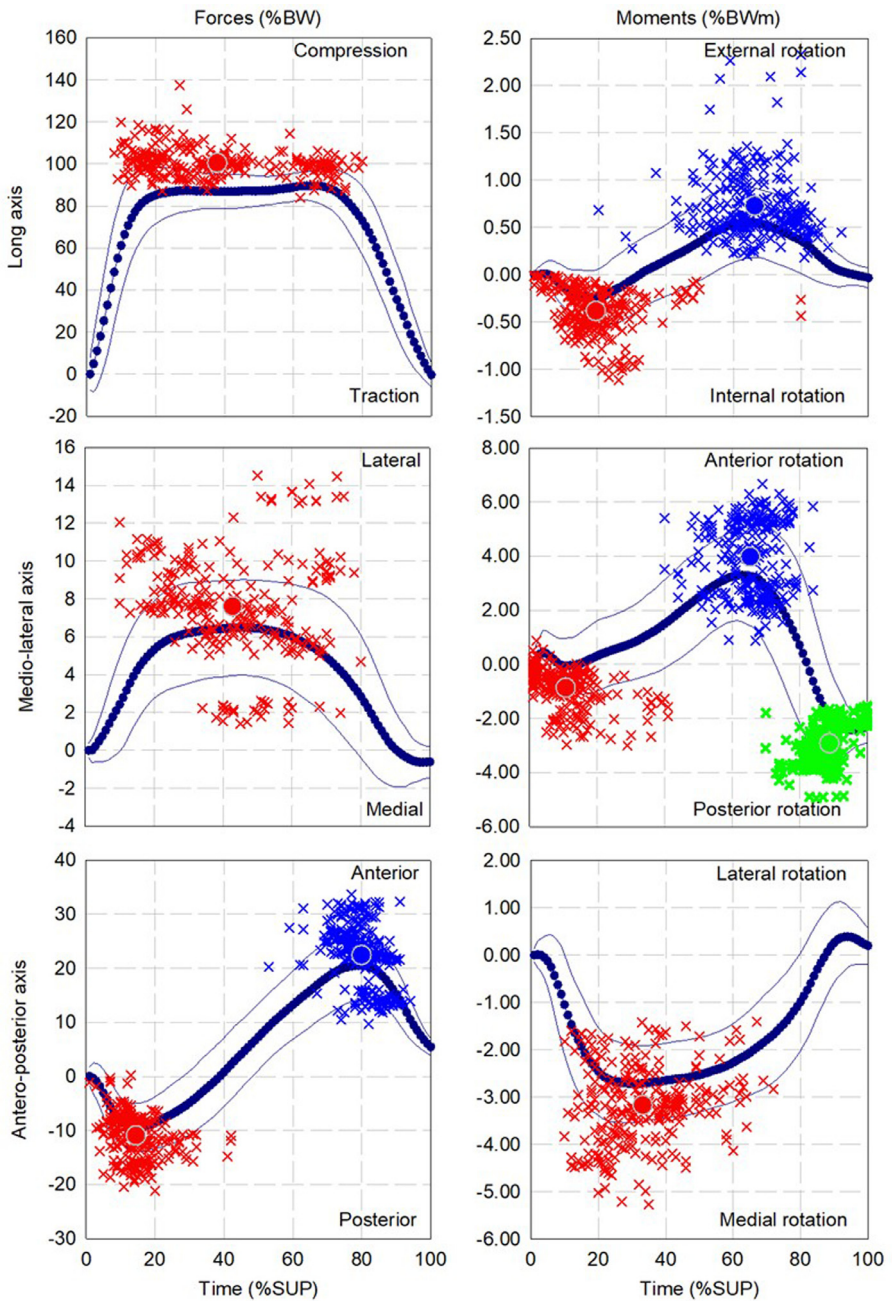 Forces (%BW)
Moments (%BWm)
Long axis
160
140
120
100
80
60
40
20
0
-20
Compression
Traction
2.50
2.00
1.50
1.00
0.50
0.00
-0.50
-1.00
-1.50
External rotation
Internal rotation
Medio-lateral axis
16
14
12
10
8
6
4
2
0
-2
-4
Lateral
Medial
8.00
6.00
4.00
2.00
0.00
-2.00
-4.00
-6.00
Anterior rotation
Posterior rotation
Antero-posterior axis
40
30
20
10
0
-10
-20
-30
Anterior
Posterior
0 20 40 60 80 100
Time (%SUP)
2.00
1.00
0.00
-1.00
-2.00
-3.00
-4.00
-5.00
-6.00
Lateral rotation
Medial rotation
0 20 40 60 80 100
Time (%SUP)